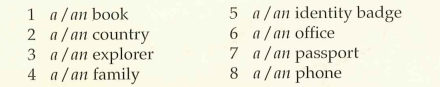 1 a / an book
2 a / an country
3 a / an explorer
4 a / an family
5 a / an identity badge
6 a / an office
7 a / an passport
8 a / an phone